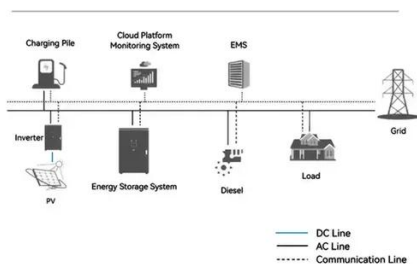 Charging Pile
Cloud Platform
Monitoring System
EMS
Grid
Inverter
PV
Energy Storage System
Diesel
Load
DC Line
AC Line
Communication Line